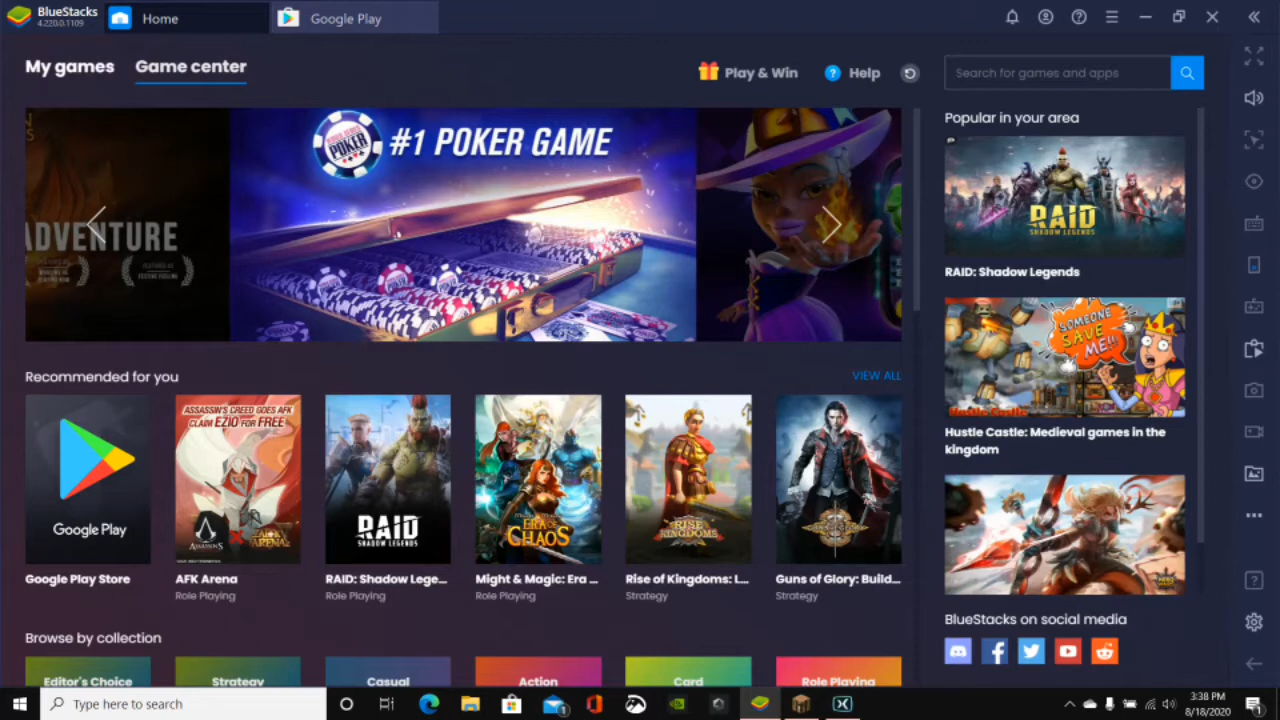 BlueStacks
4.220.0.1109
Home
Google Play
My games
Game center
Play & Win
Help
Search for games and apps
ADVENTURE
POKER
#1 POKER GAME
Popular in your area
RAID
SHADOW LEGENDS
RAID: Shadow Legends
SOMEONE
SAVE
ME!!!
Hustle Castle
Hustle Castle: Medieval games in the
kingdom
Recommended for you
VIEW ALL
Google Play
ASSASSIN'S CREED GOES AFK
CLAIM EZIO FOR FREE
ASSASSINS
X
AFK ARENA
RAID
SHADOW LEGENDS
ERA OF
CHAOS
RISE OF
KINGDOMS
Google Play Store
AFK Arena
Role Playing
RAID: Shadow Lege...
Role Playing
Might & Magic: Era ...
Role Playing
Rise of Kingdoms: L...
Strategy
Guns of Glory: Build...
Strategy
Browse by collection
Editor's Choice
Strategy
Casual
Action
Card
Role Playing
BlueStacks on social media
Type here to search
1
3:38 PM
8/18/2020
1